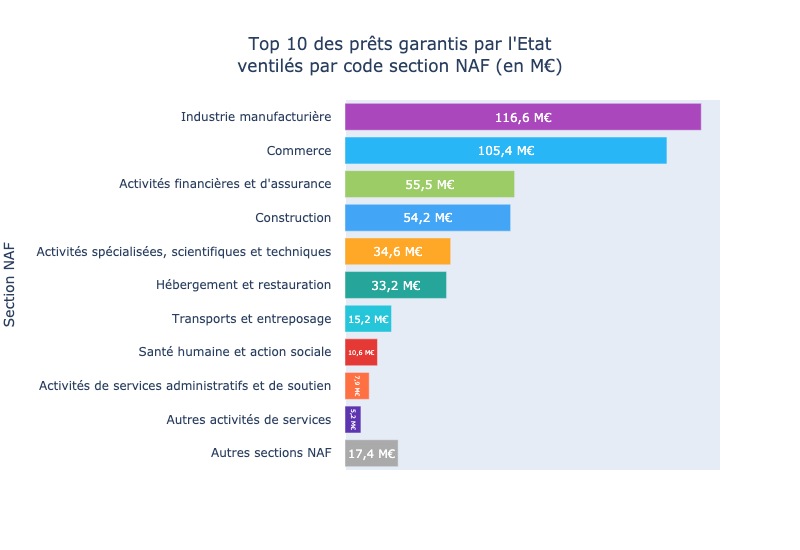 Top 10 des prêts garantis par l'Etat
ventilés par code section NAF (en M€)
Section NAF
Industrie manufacturière 116,6 M€
Commerce 105,4 M€
Activités financières et d'assurance 55,5 M€
Construction 54,2 M€
Activités spécialisées, scientifiques et techniques 34,6 M€
Hébergement et restauration 33,2 M€
Transports et entreposage 15,2 M€
Santé humaine et action sociale 10,6 M€
Activités de services administratifs et de soutien 7,9 M€
Autres activités de services 5,2 M€
Autres sections NAF 17,4 M€